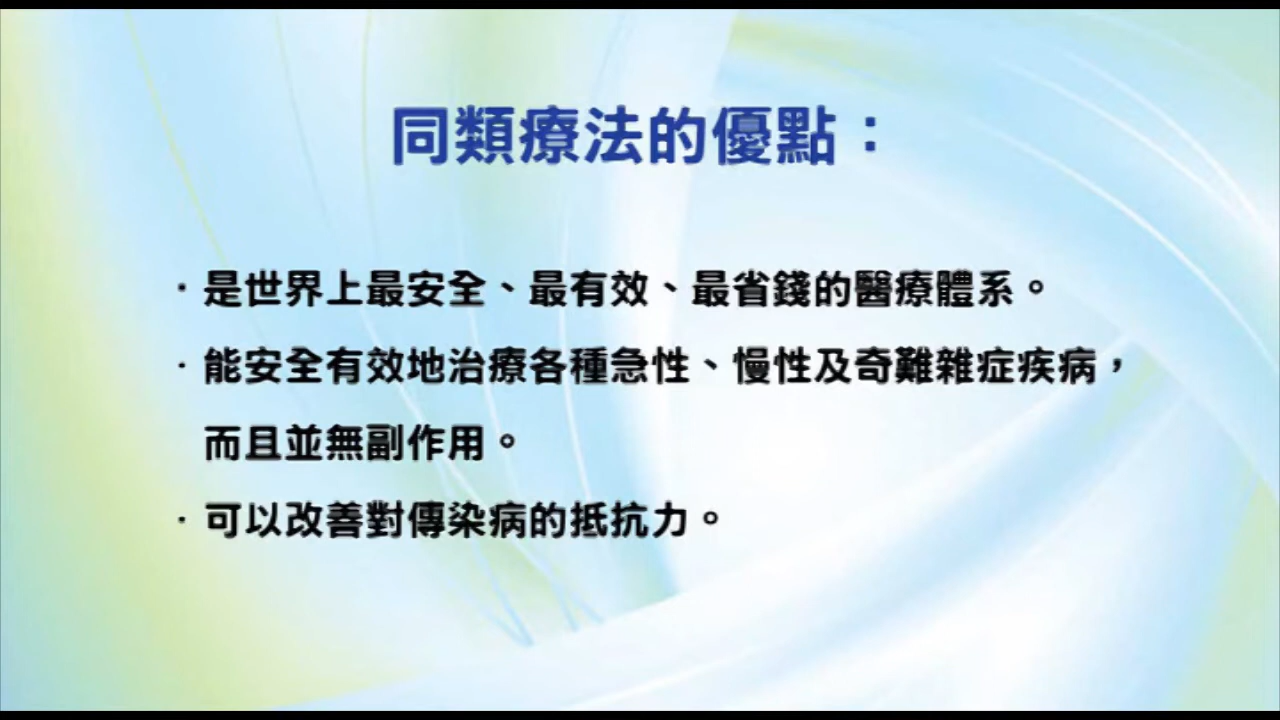 同類療法的優點：
·是世界上最安全、最有效、最省錢的醫療體系。
·能安全有效地治療各種急性、慢性及奇難雜症疾病，
而且並無副作用。
·可以改善對傳染病的抵抗力。